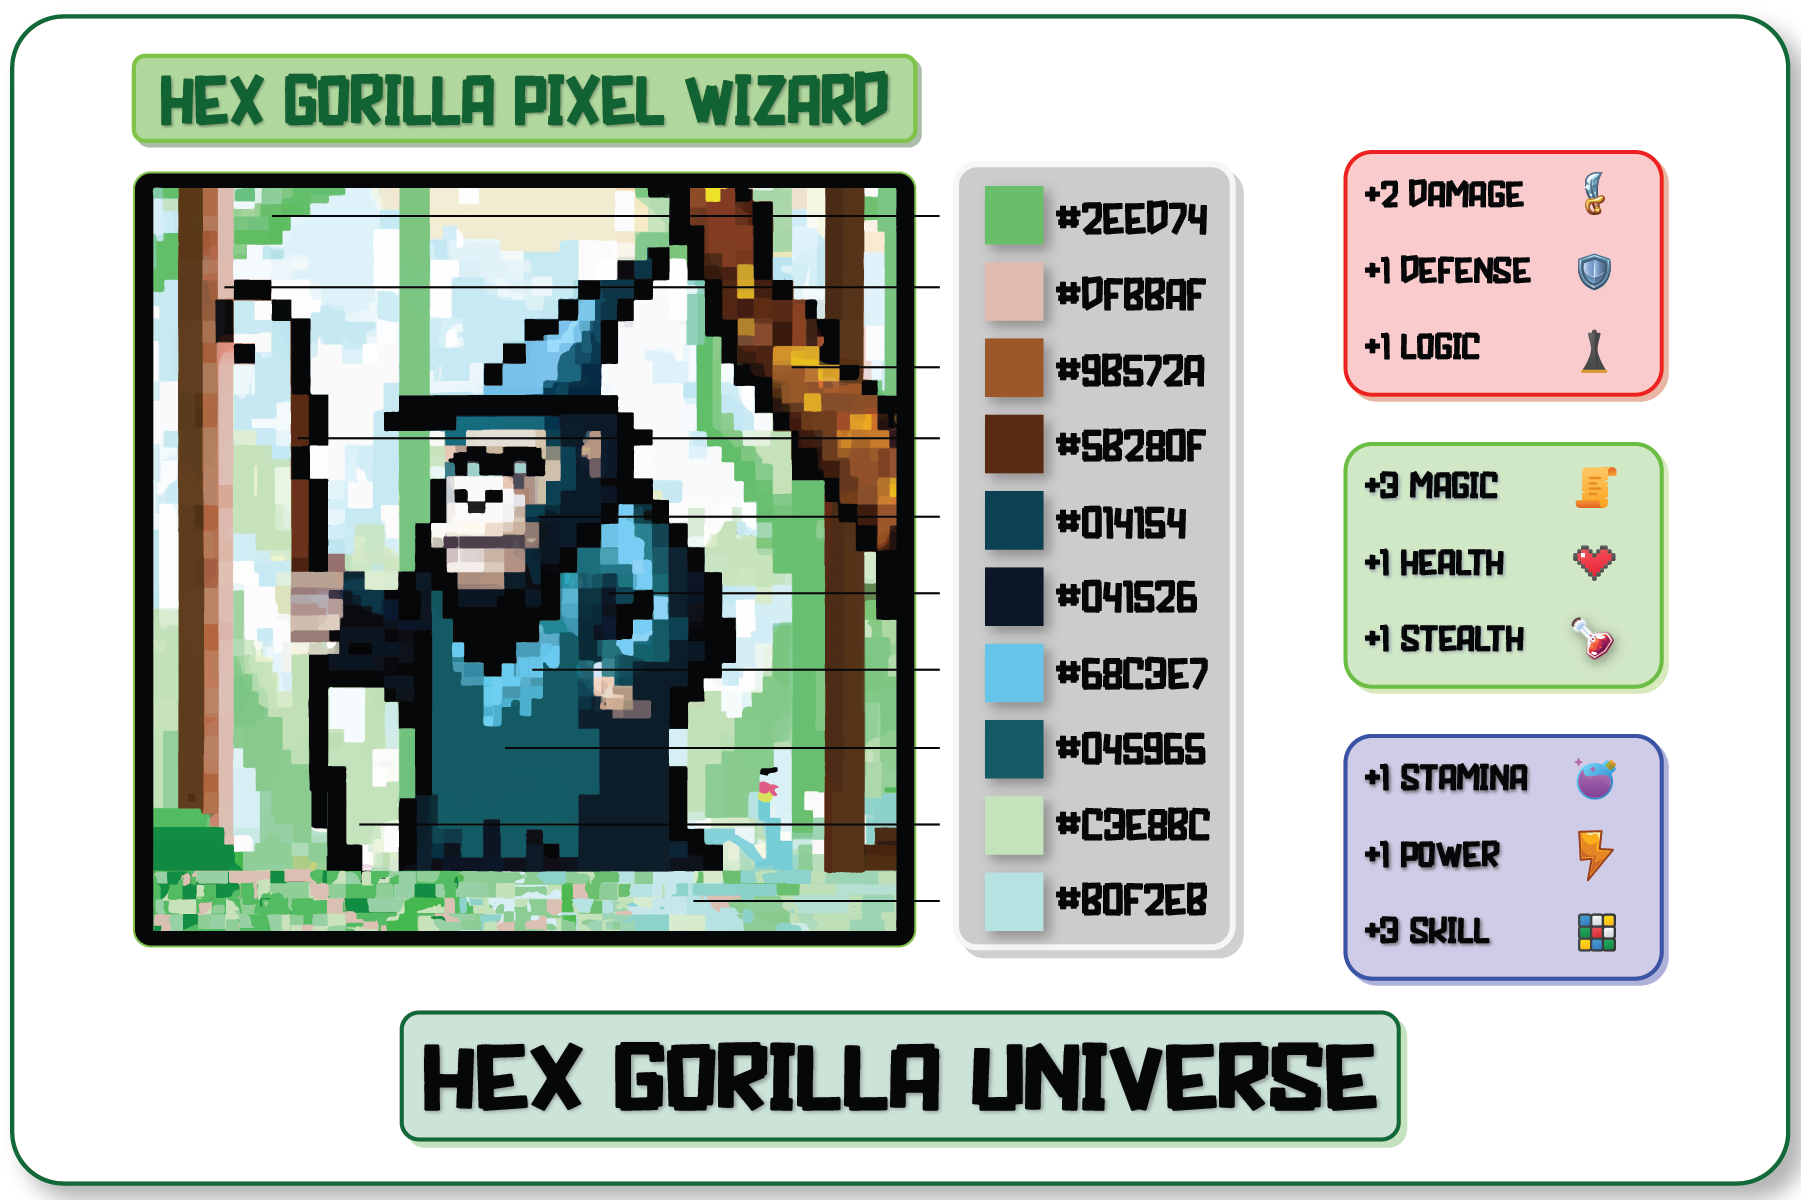 HEX GORILLA PIXEL WIZARD
#2EED74
#DFBBAF
#9B572A
#5B280F
#014154
#041526
#68C3E7
#045965
#C3E8BC
#B0F2EB
+2 DAMAGE
+1 DEFENSE
+1 LOGIC
+3 MAGIC
+1 HEALTH
+1 STEALTH
+1 STAMINA
+1 POWER
+3 SKILL
HEX GORILLA UNIVERSE